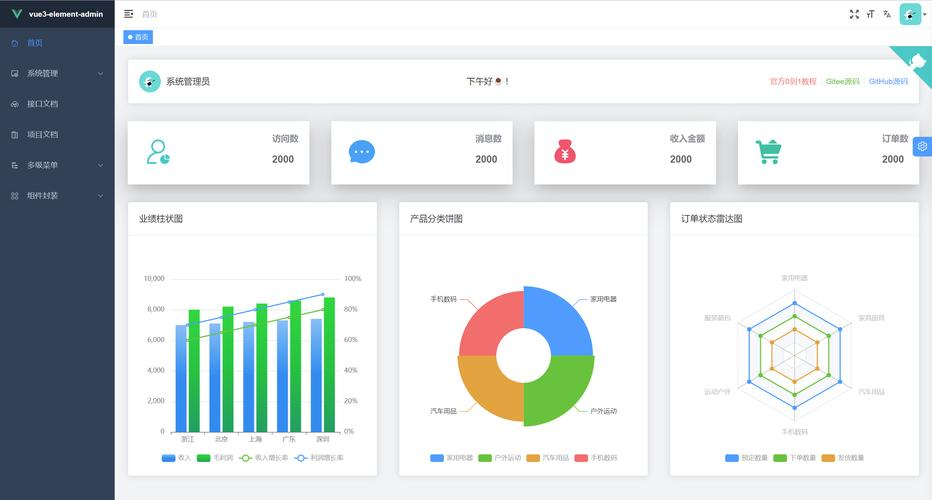 vue3-element-admin
首页
首页
首页
系统管理
接口文档
项目文档
多级菜单
组件封装
系统管理员
下午好！
官方0到1教程
Gitee源码
GitHub源码
访问数
2000
消息数
2000
收入金额
2000
¥
订单数
2000
业绩柱状图
10,000
8,000
6,000
4,000
2,000
0
100%
80%
60%
40%
20%
0%
浙江
北京
上海
广东
深圳
收入
毛利润
收入增长率
利润增长率
产品分类饼图
手机数码
家用电器
汽车用品
户外运动
家用电器
户外运动
汽车用品
手机数码
订单状态雷达图
家用电器
服装箱包
家具厨具
运动户外
汽车用品
手机数码
预定数量
下单数量
发货数量